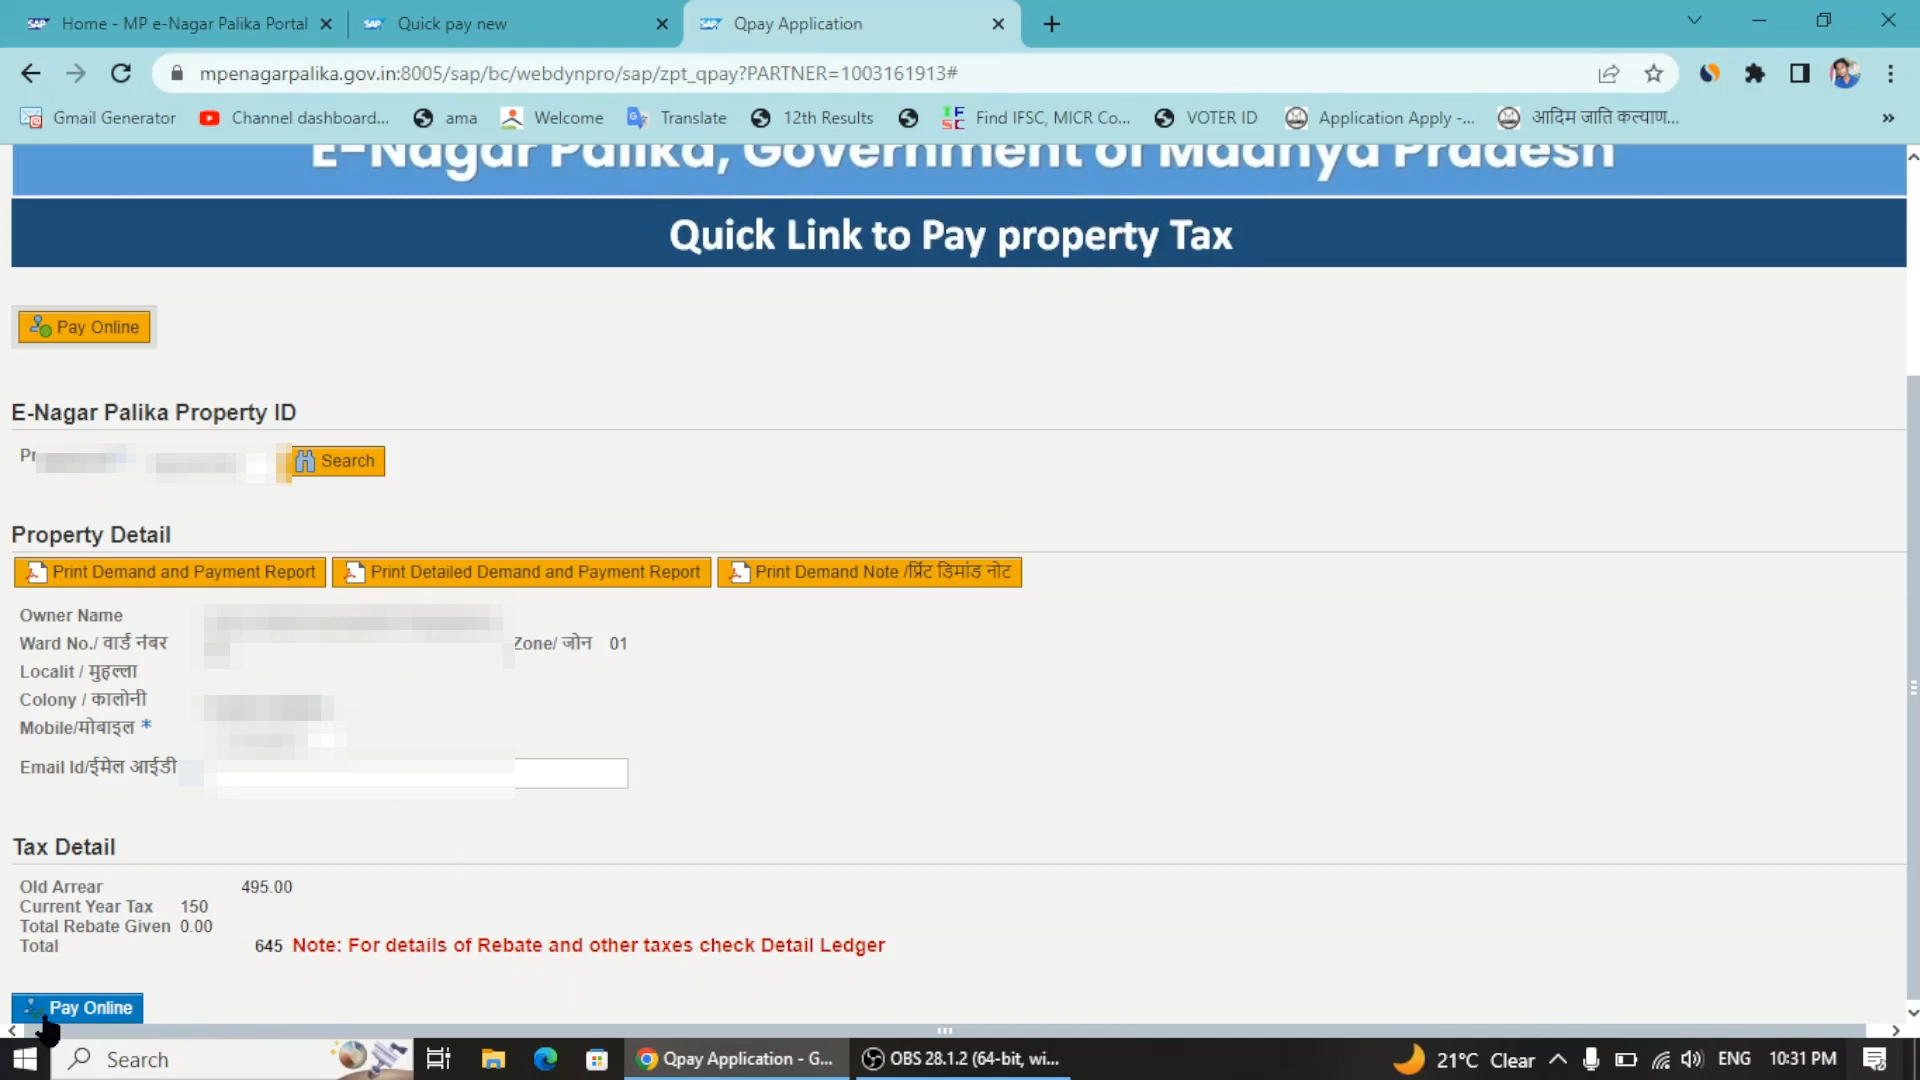 Home - MP e-Nagar Palika Portal
Quick pay new
Qpay Application
mpenagarpalika.gov.in:8005/sap/bc/webdynpro/sap/zpt_qpay?PARTNER=1003161913#
Gmail Generator
Channel dashboard...
ama
Welcome
Translate
12th Results
Find IFSC, MICR Co...
VOTER ID
Application Apply -...
आदिम जाति कल्याण...
E-Nagar Palika, Government of Madhya Pradesh
Quick Link to Pay property Tax
Pay Online
E-Nagar Palika Property ID
Search
Property Detail
Print Demand and Payment Report
Print Detailed Demand and Payment Report
Print Demand Note /प्रिंट डिमांड नोट
Owner Name
Ward No./ वार्ड नंबर
Zone/ जोन 01
Localit / मुहल्ला
Colony / कालोनी
Mobile/मोबाइल *
Email Id/ईमेल आईडी
Tax Detail
Old Arrear 495.00
Current Year Tax 150
Total Rebate Given 0.00
Total 645 Note: For details of Rebate and other taxes check Detail Ledger
Pay Online
Search
Qpay Application - G...
OBS 28.1.2 (64-bit, wi...
21°C Clear
ENG
10:31 PM